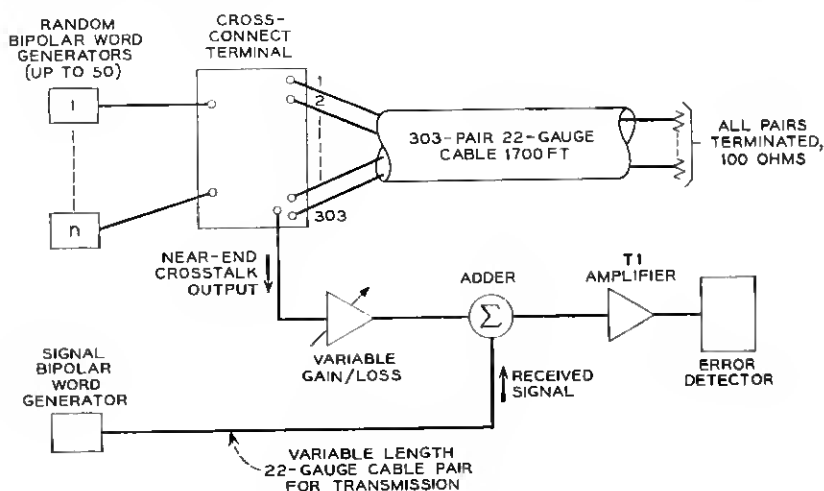 RANDOM
BIPOLAR WORD
GENERATORS
(UP TO 50)
CROSS-
CONNECT
TERMINAL
1
n
1
2
303
303-PAIR 22-GAUGE
CABLE 1700 FT
ALL PAIRS
TERMINATED,
100 OHMS
NEAR-END
CROSSTALK
OUTPUT
VARIABLE
GAIN/LOSS
ADDER
Σ
T1
AMPLIFIER
ERROR
DETECTOR
RECEIVED
SIGNAL
SIGNAL
BIPOLAR
WORD
GENERATOR
VARIABLE LENGTH
22-GAUGE CABLE PAIR
FOR TRANSMISSION